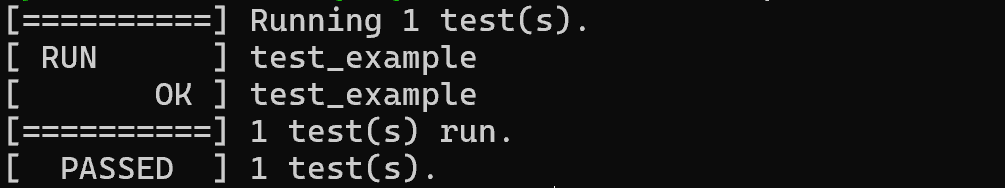 [==========] Running 1 test(s).
[ RUN      ] test_example
[       OK ] test_example
[==========] 1 test(s) run.
[  PASSED  ] 1 test(s).